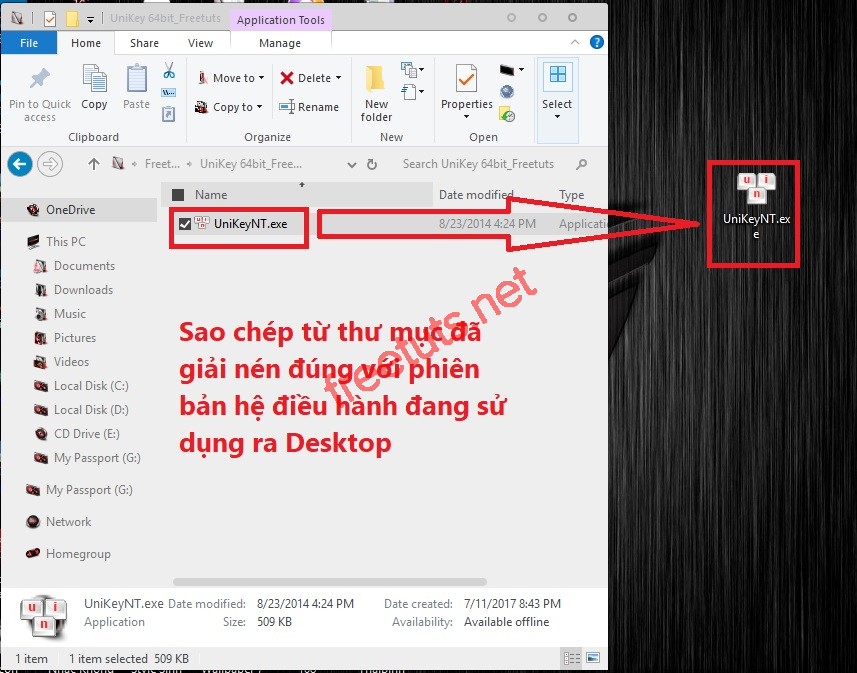 UniKey 64bit_Freetuts
Application Tools
File
Home
Share
View
Manage
?
Pin to Quick access
Copy
Paste
Move to
Copy to
Delete
Rename
New folder
Properties
Select
Clipboard
Organize
New
Open
Freet...
UniKey 64bit_Free...
Search UniKey 64bit_Freetuts
Name
Date modified
Type
OneDrive
This PC
Documents
Downloads
Music
Pictures
Videos
Local Disk (C:)
Local Disk (D:)
CD Drive (E:)
My Passport (G:)
My Passport (G:)
Network
Homegroup
UniKeyNT.exe
8/23/2014 4:24 PM
Applicati
u i
n
UniKeyNT.ex
e
Sao chép từ thư mục đã
giải nén đúng với phiên
bản hệ điều hành đang sử
dụng ra Desktop
freetuts.net
u i
n
UniKeyNT.exe
Application
Date modified: 8/23/2014 4:24 PM
Size: 509 KB
Date created: 7/11/2017 8:43 PM
Availability: Available offline
1 item
1 item selected 509 KB